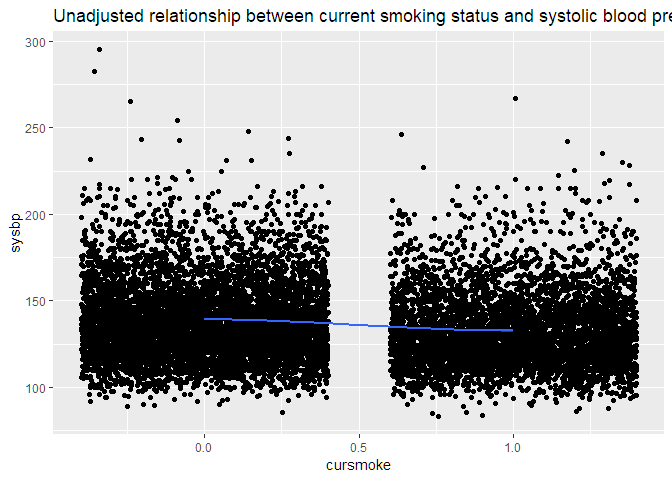 Unadjusted relationship between current smoking status and systolic blood pre
300
250
200
150
100
sysbp
0.0
0.5
1.0
cursmoke